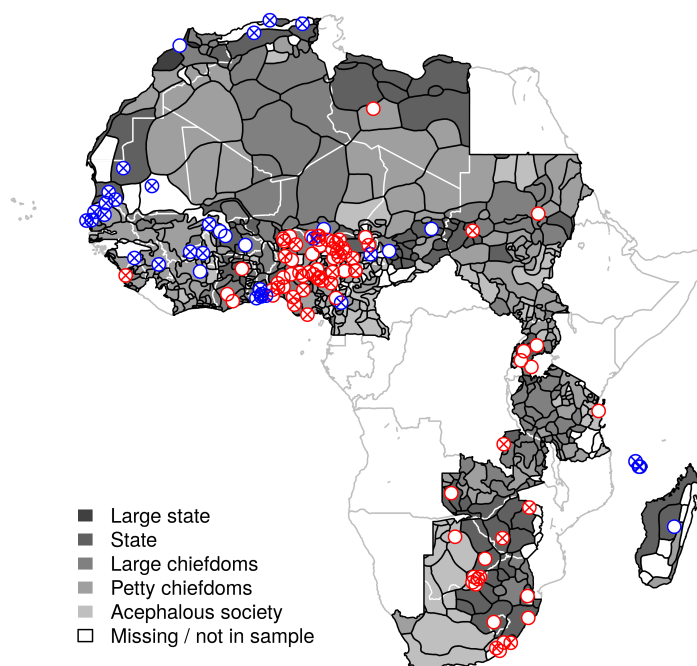 Large state
State
Large chiefdoms
Petty chiefdoms
Acephalous society
Missing / not in sample